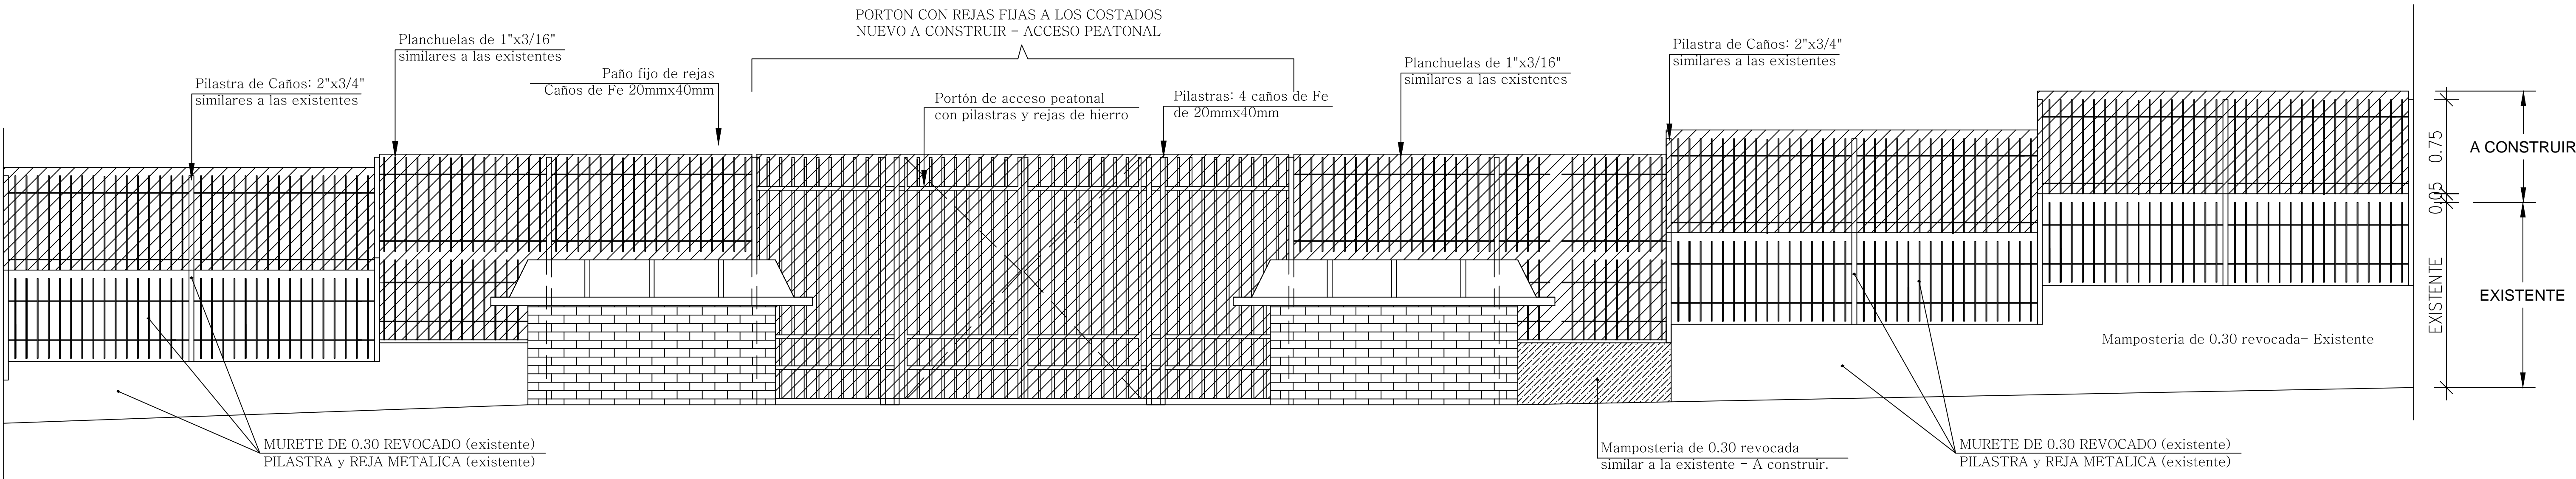 PORTON CON REJAS FIJAS A LOS COSTADOS
NUEVO A CONSTRUIR - ACCESO PEATONAL
Planchuelas de 1"x3/16"
similares a las existentes
Pilastra de Caños: 2"x3/4"
similares a las existentes
Paño fijo de rejas
Caños de Fe 20mmx40mm
Portón de acceso peatonal
con pilastras y rejas de hierro
Pilastras: 4 caños de Fe
de 20mmx40mm
Planchuelas de 1"x3/16"
similares a las existentes
Pilastra de Caños: 2"x3/4"
similares a las existentes
0.75
A CONSTRUIR
0.05
EXISTENTE
EXISTENTE
Mamposteria de 0.30 revocada- Existente
MURETE DE 0.30 REVOCADO (existente)
PILASTRA y REJA METALICA (existente)
Mamposteria de 0.30 revocada
similar a la existente - A construir.
MURETE DE 0.30 REVOCADO (existente)
PILASTRA y REJA METALICA (existente)